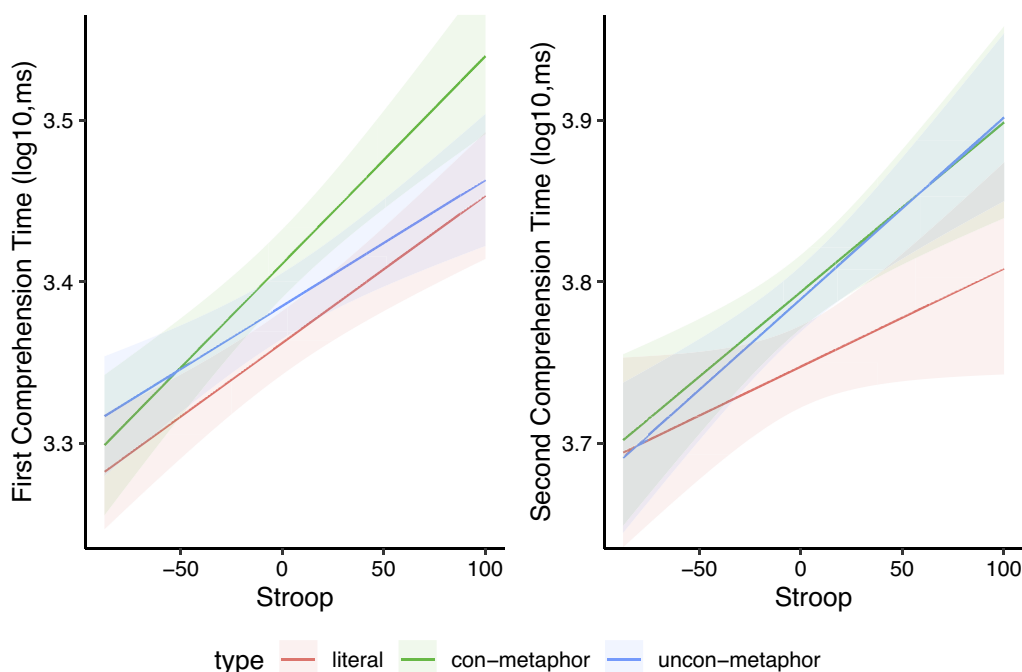 First Comprehension Time (log10,ms)
3.5
3.4
3.3
−50 0 50 100
Stroop
Second Comprehension Time (log10,ms)
3.9
3.8
3.7
−50 0 50 100
Stroop
type literal con-metaphor uncon-metaphor